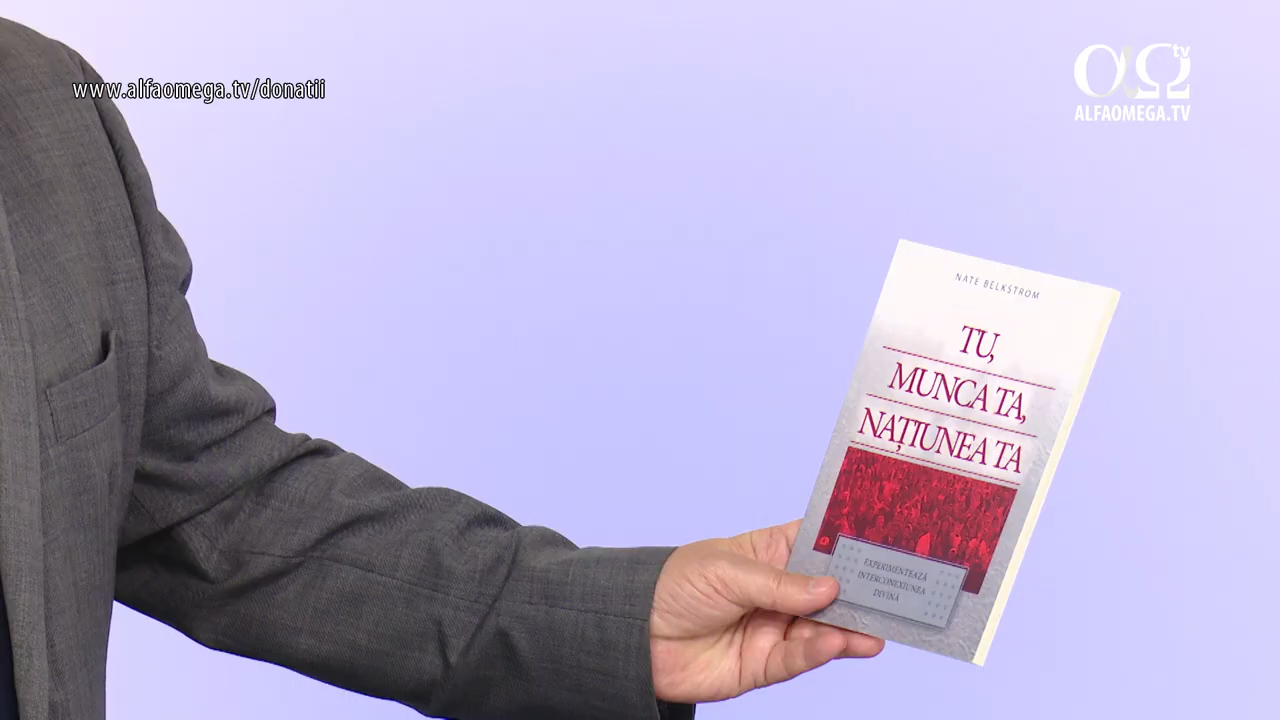 www.alfaomega.tv/donatii
αΩ tv
ALFAOMEGA.TV
NATE BELKSTROM
TU,
MUNCA TA,
NAȚIUNEA TA
EXPERIMENTEAZĂ
INTERCONEXIUNEA
DIVINĂ